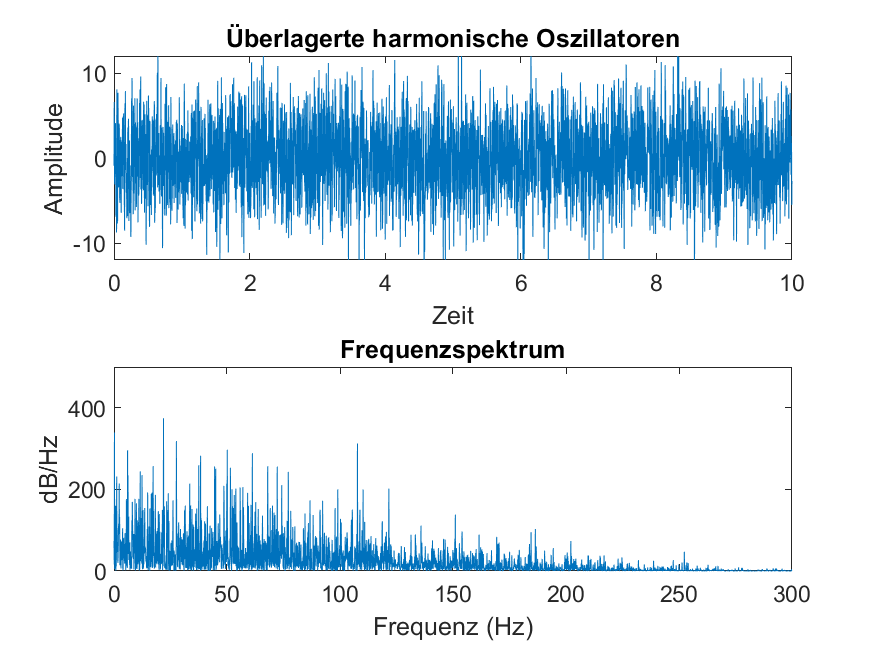 Überlagerte harmonische Oszillatoren
10
0
-10
Amplitude
0 2 4 6 8 10
Zeit
Frequenzspektrum
400
200
0
dB/Hz
0 50 100 150 200 250 300
Frequenz (Hz)